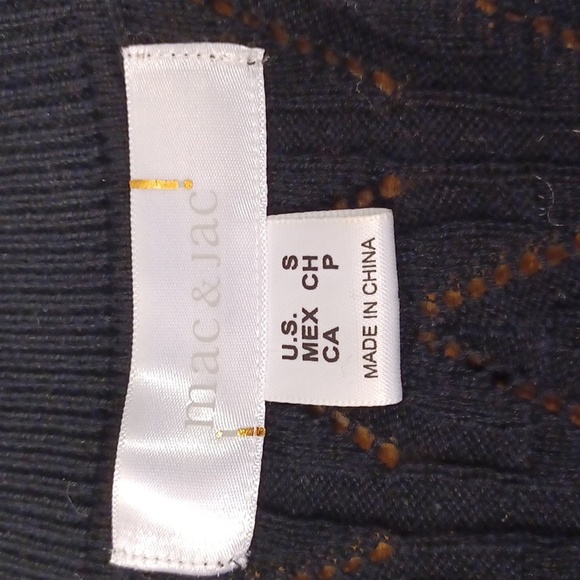 mac & jac
U.S. S
MEX CH
CA P
MADE IN CHINA